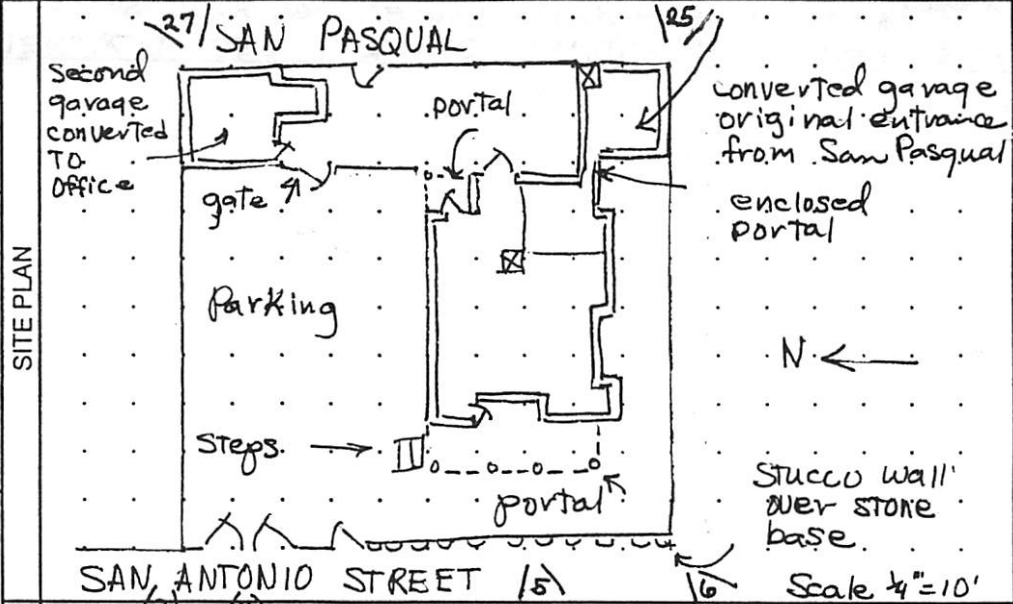 SITE PLAN
27 SAN PASQUAL 25
second
garage
converted
TO
Office
portal
converted garage
original entrance
from San Pasqual
gate
enclosed
portal
Parking
N
Steps.
portal
STUCCO wall
over stone
base.
SAN ANTONIO STREET 5 6
Scale ¼"=10'